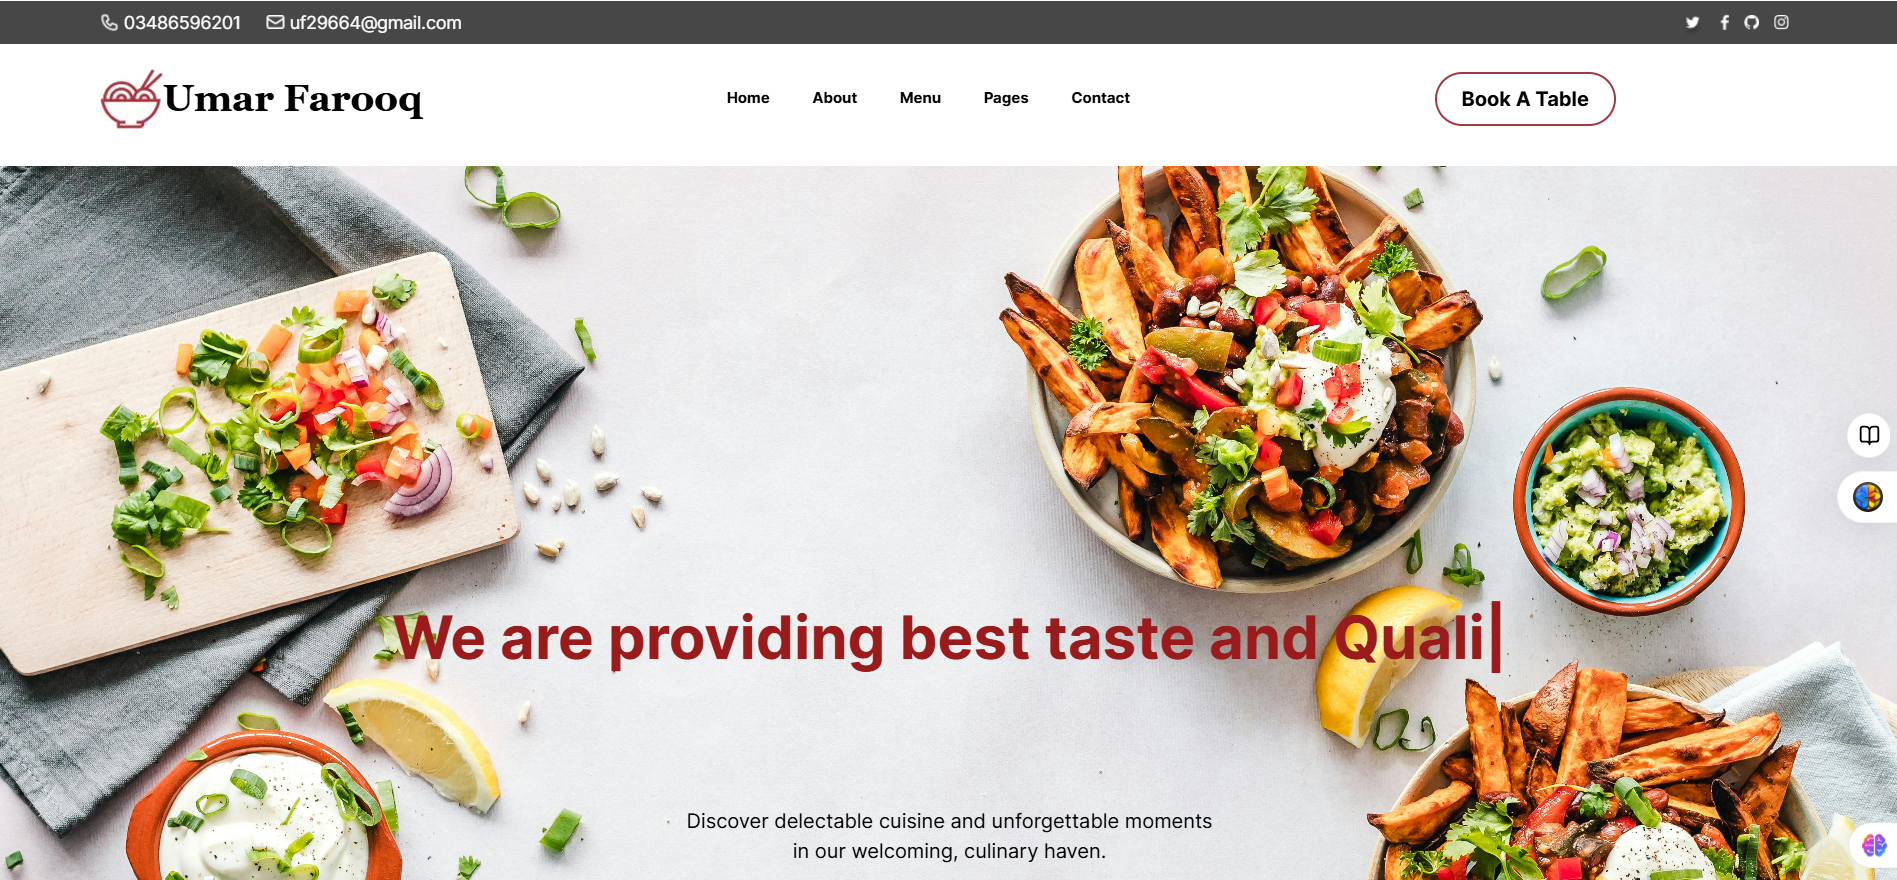 03486596201 uf29664@gmail.com
Umar Farooq
Home About Menu Pages Contact
Book A Table
We are providing best taste and Quali|
Discover delectable cuisine and unforgettable moments
in our welcoming, culinary haven.